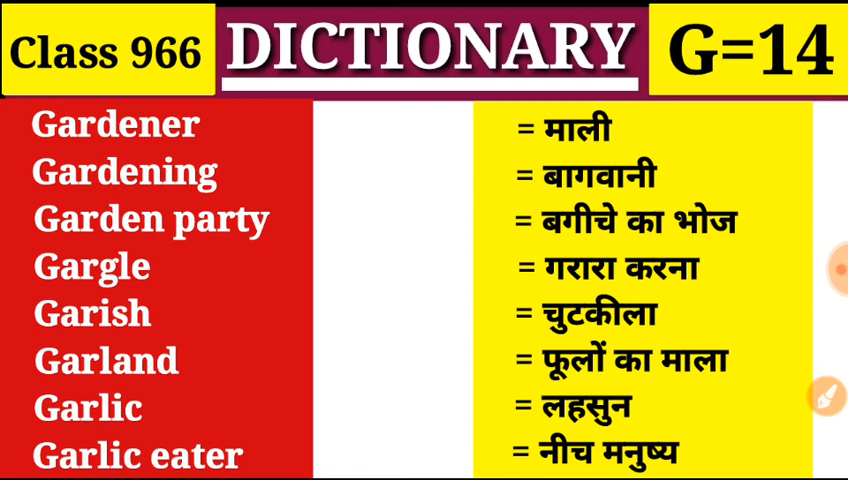 Class 966 DICTIONARY G=14
Gardener = माली
Gardening = बागवानी
Garden party = बगीचे का भोज
Gargle = गरारा करना
Garish = चुटकीला
Garland = फूलों का माला
Garlic = लहसुन
Garlic eater = नीच मनुष्य